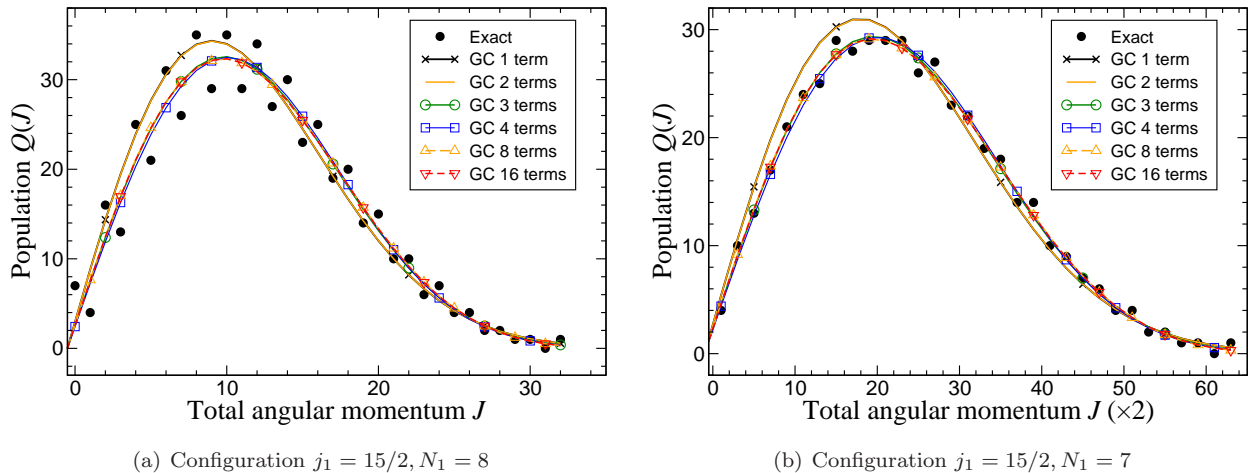 Population Q(J)
30
20
10
0
0
10
20
30
Total angular momentum J
Exact
GC 1 term
GC 2 terms
GC 3 terms
GC 4 terms
GC 8 terms
GC 16 terms
(a) Configuration j₁ = 15/2, N₁ = 8
Population Q(J)
30
20
10
0
0
10
20
30
40
50
60
Total angular momentum J (×2)
Exact
GC 1 term
GC 2 terms
GC 3 terms
GC 4 terms
GC 8 terms
GC 16 terms
(b) Configuration j₁ = 15/2, N₁ = 7